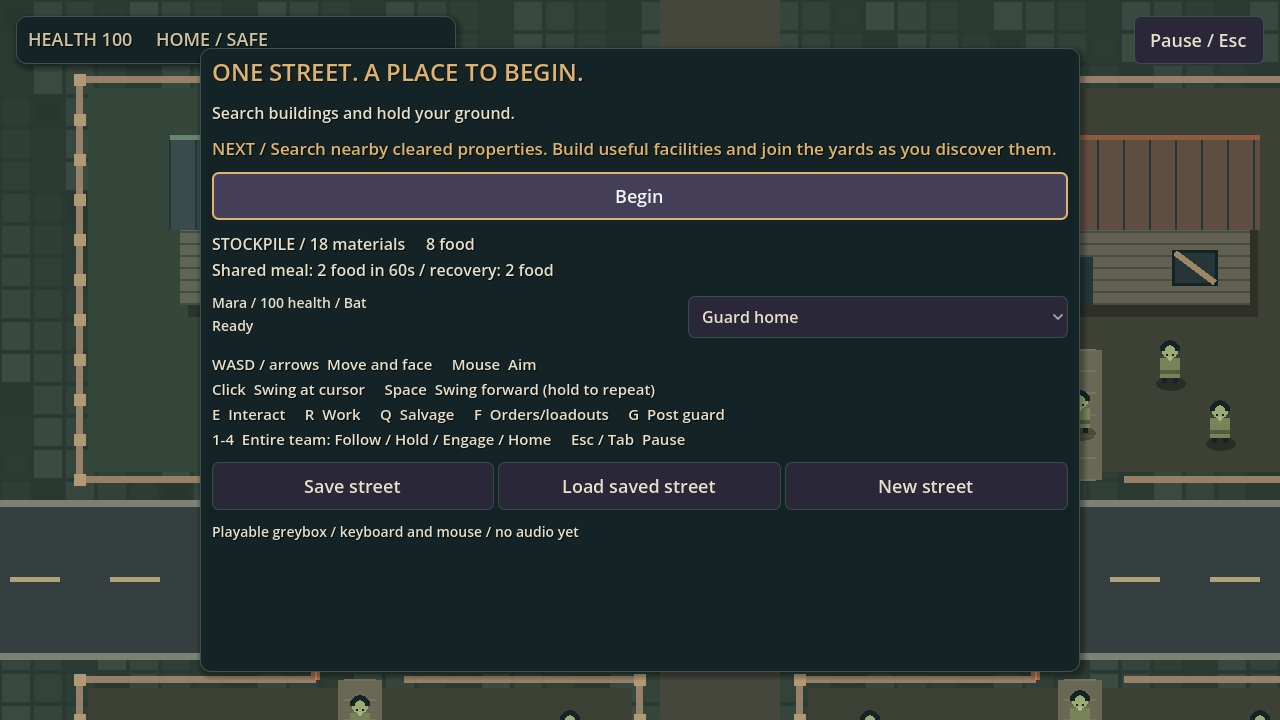 HEALTH 100 HOME / SAFE
Pause / Esc
ONE STREET. A PLACE TO BEGIN.
Search buildings and hold your ground.
NEXT / Search nearby cleared properties. Build useful facilities and join the yards as you discover them.
Begin
STOCKPILE / 18 materials 8 food
Shared meal: 2 food in 60s / recovery: 2 food
Mara / 100 health / Bat
Ready
Guard home
WASD / arrows Move and face Mouse Aim
Click Swing at cursor Space Swing forward (hold to repeat)
E Interact R Work Q Salvage F Orders/loadouts G Post guard
1-4 Entire team: Follow / Hold / Engage / Home Esc / Tab Pause
Save street
Load saved street
New street
Playable greybox / keyboard and mouse / no audio yet